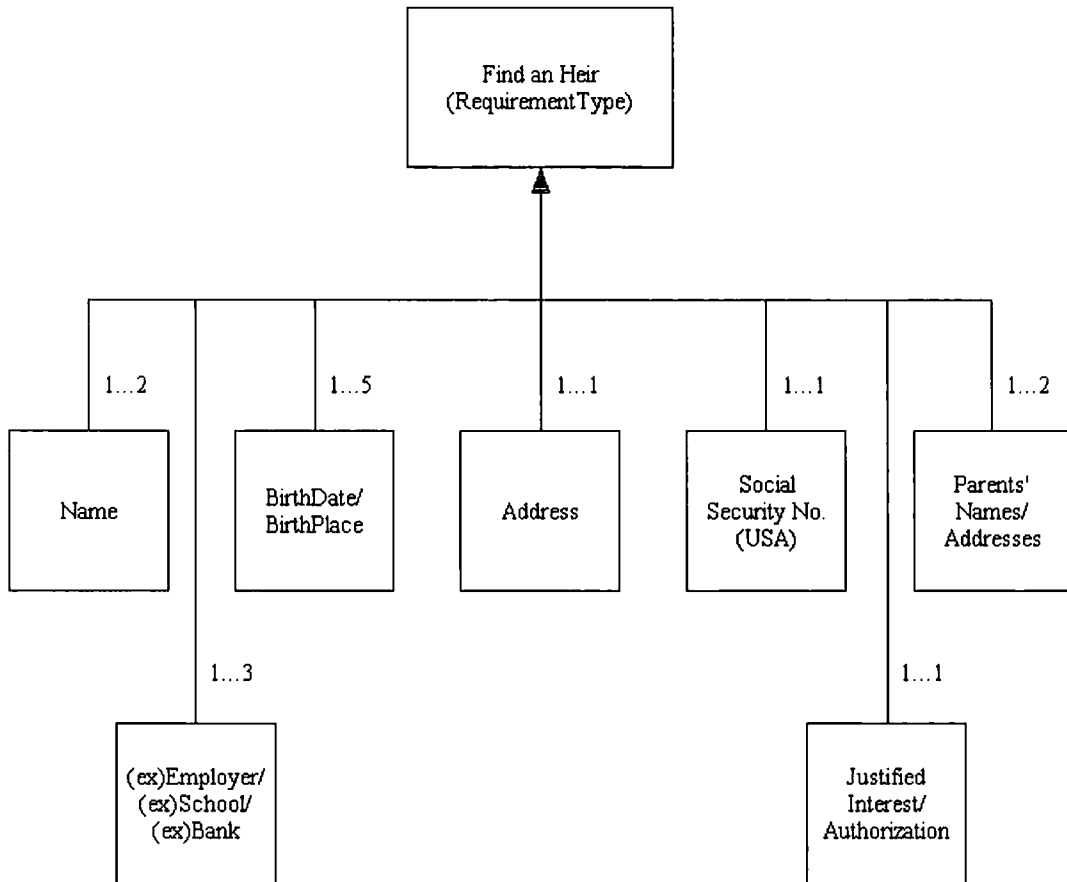 Find an Heir
(RequirementType)
1...2
1...5
1...1
1...1
1...2
Name
BirthDate/
BirthPlace
Address
Social
Security No.
(USA)
Parents'
Names/
Addresses
1...3
1...1
(ex)Employer/
(ex)School/
(ex)Bank
Justified
Interest/
Authorization